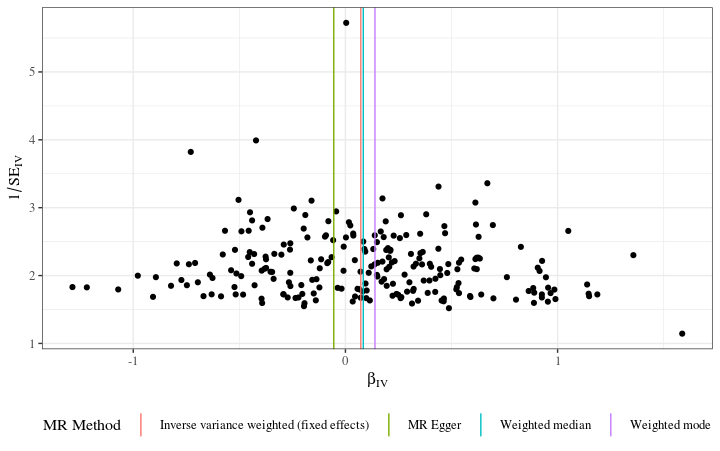 5
4
3
2
1
1/SE_IV
-1
0
1
β_IV
MR Method
Inverse variance weighted (fixed effects)
MR Egger
Weighted median
Weighted mode